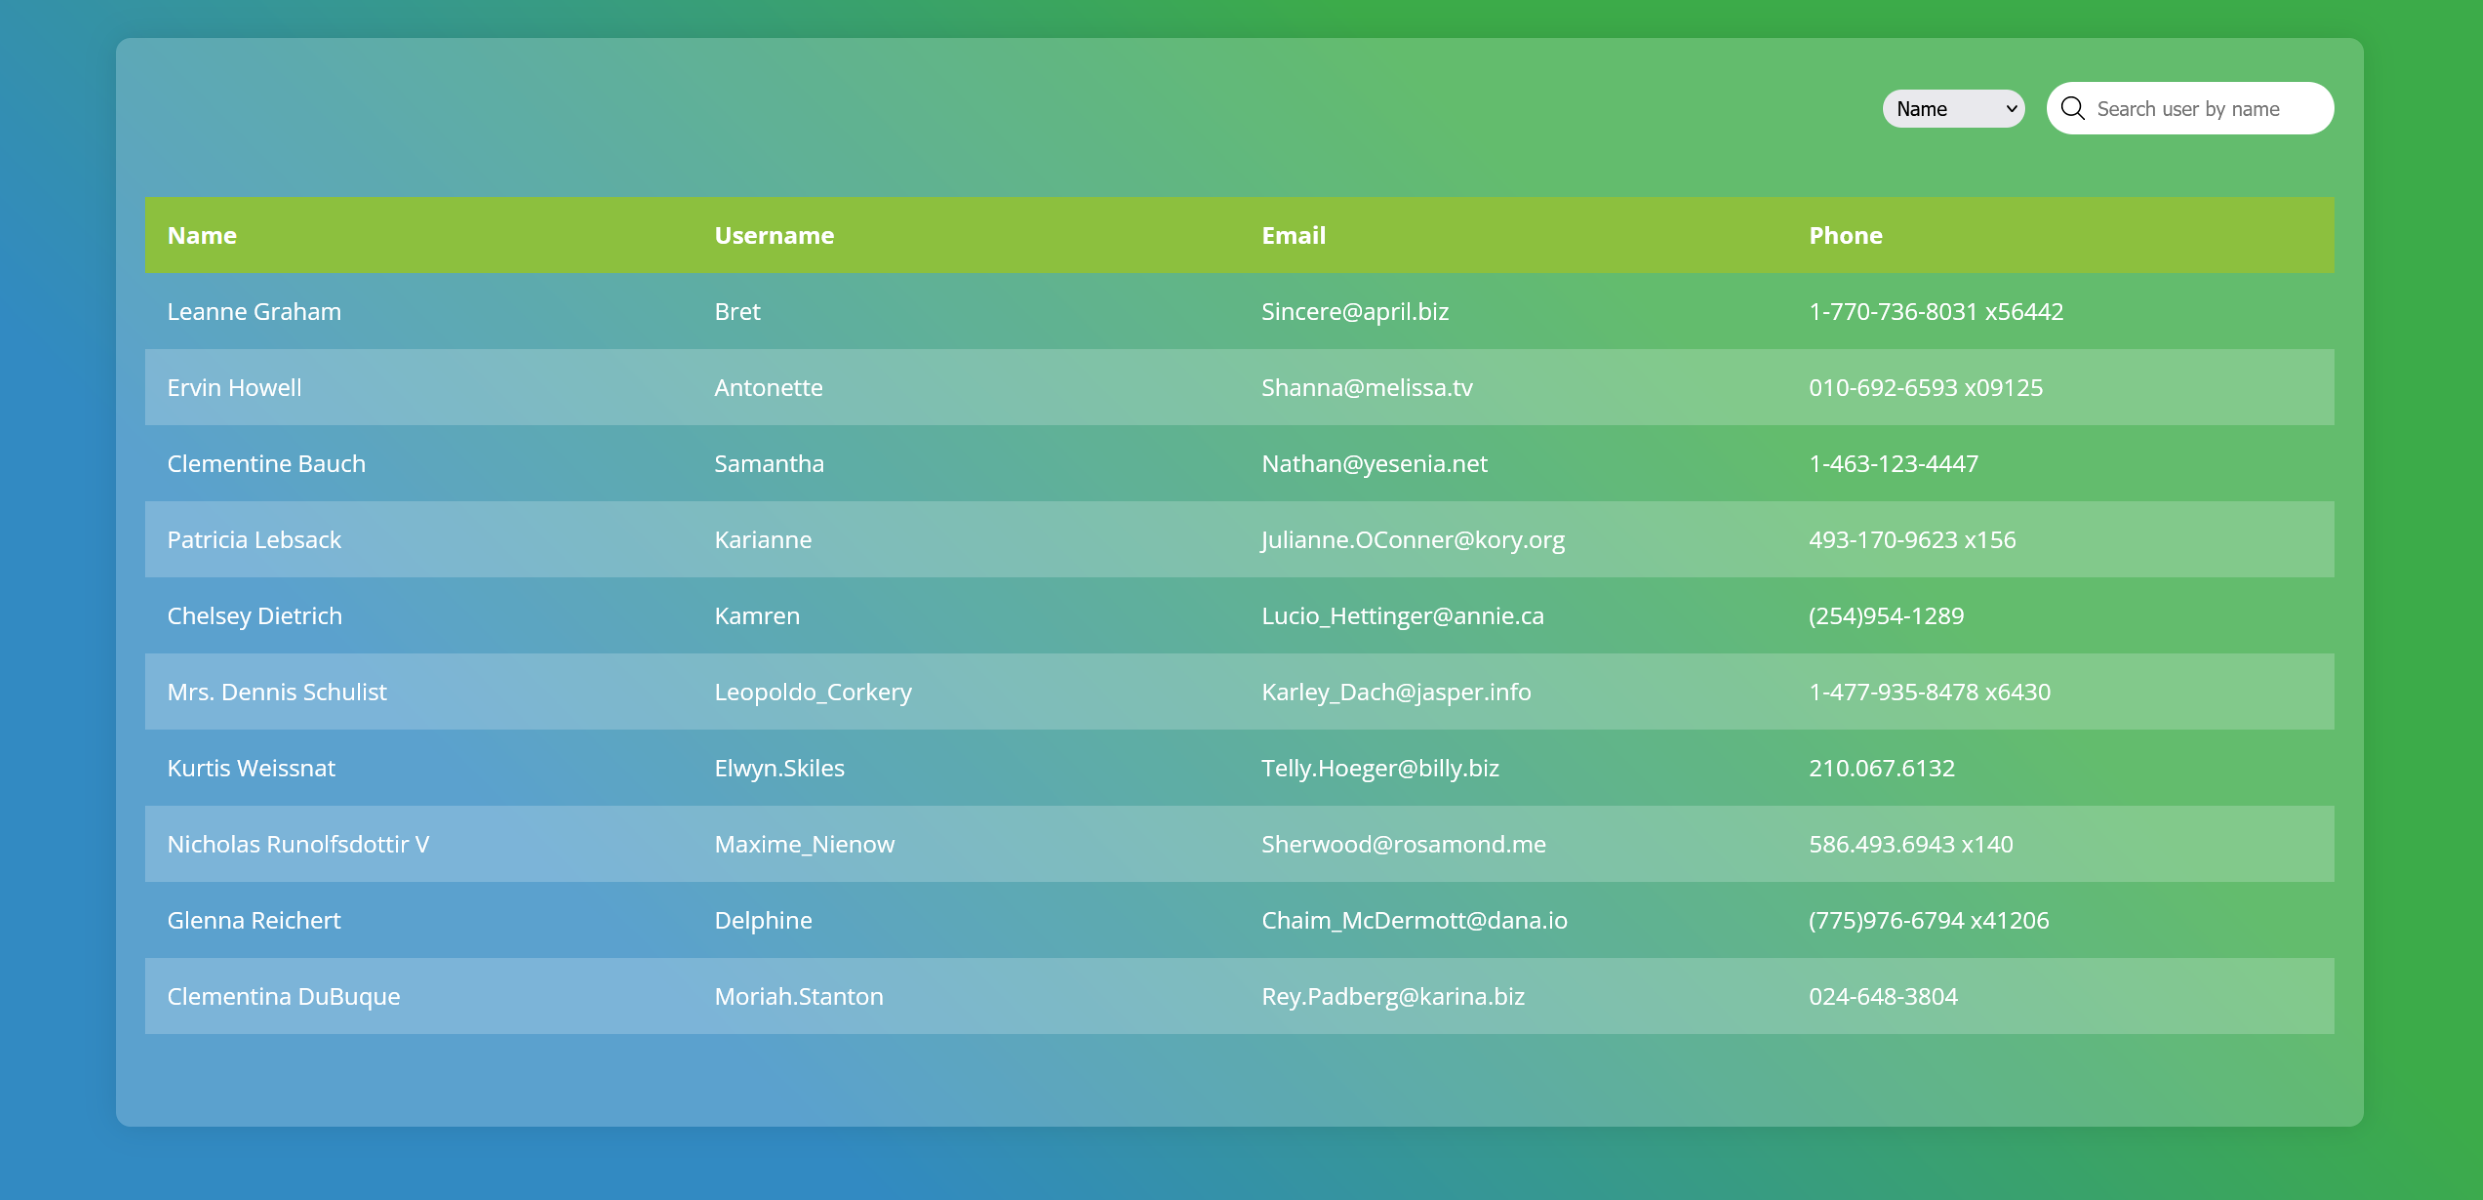 Name Search user by name
Name Username Email Phone
Leanne Graham Bret Sincere@april.biz 1-770-736-8031 x56442
Ervin Howell Antonette Shanna@melissa.tv 010-692-6593 x09125
Clementine Bauch Samantha Nathan@yesenia.net 1-463-123-4447
Patricia Lebsack Karianne Julianne.OConner@kory.org 493-170-9623 x156
Chelsey Dietrich Kamren Lucio_Hettinger@annie.ca (254)954-1289
Mrs. Dennis Schulist Leopoldo_Corkery Karley_Dach@jasper.info 1-477-935-8478 x6430
Kurtis Weissnat Elwyn.Skiles Telly.Hoeger@billy.biz 210.067.6132
Nicholas Runolfsdottir V Maxime_Nienow Sherwood@rosamond.me 586.493.6943 x140
Glenna Reichert Delphine Chaim_McDermott@dana.io (775)976-6794 x41206
Clementina DuBuque Moriah.Stanton Rey.Padberg@karina.biz 024-648-3804